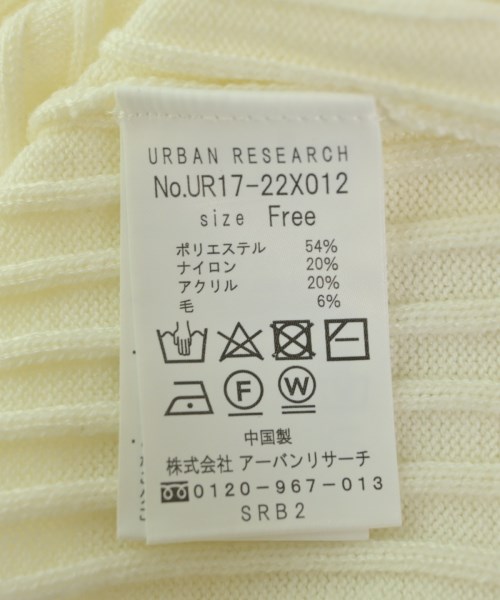 URBAN RESEARCH
No.UR17-22X012
size Free
ポリエステル 54%
ナイロン 20%
アクリル 20%
毛 6%
F W
中国製
株式会社 アーバンリサーチ
0120-967-013
SRB2